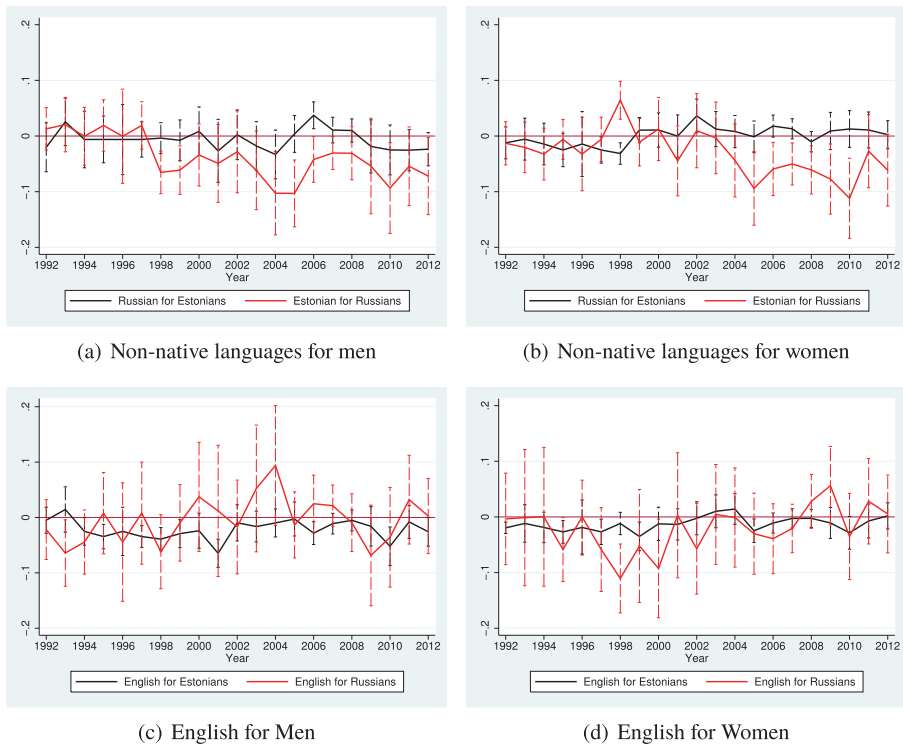 .2
.1
0
-.1
-.2
1992 1994 1996 1998 2000 2002 2004 2006 2008 2010 2012
Year
Russian for Estonians Estonian for Russians
(a) Non-native languages for men
.2
.1
0
-.1
-.2
1992 1994 1996 1998 2000 2002 2004 2006 2008 2010 2012
Year
Russian for Estonians Estonian for Russians
(b) Non-native languages for women
.2
.1
0
-.1
-.2
1992 1994 1996 1998 2000 2002 2004 2006 2008 2010 2012
Year
English for Estonians English for Russians
(c) English for Men
.2
.1
0
-.1
-.2
1992 1994 1996 1998 2000 2002 2004 2006 2008 2010 2012
Year
English for Estonians English for Russians
(d) English for Women